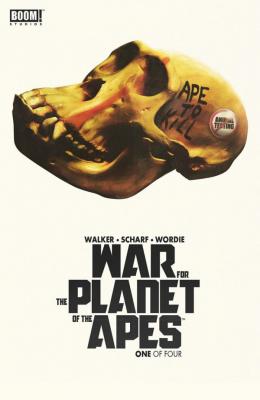 BOOM!
STUDIOS
APE
TO
KILL
ANIMAL
TESTING
WALKER • SCHARF • WORDIE
WAR FOR
THE PLANET
OF THE APES™
ONE OF FOUR